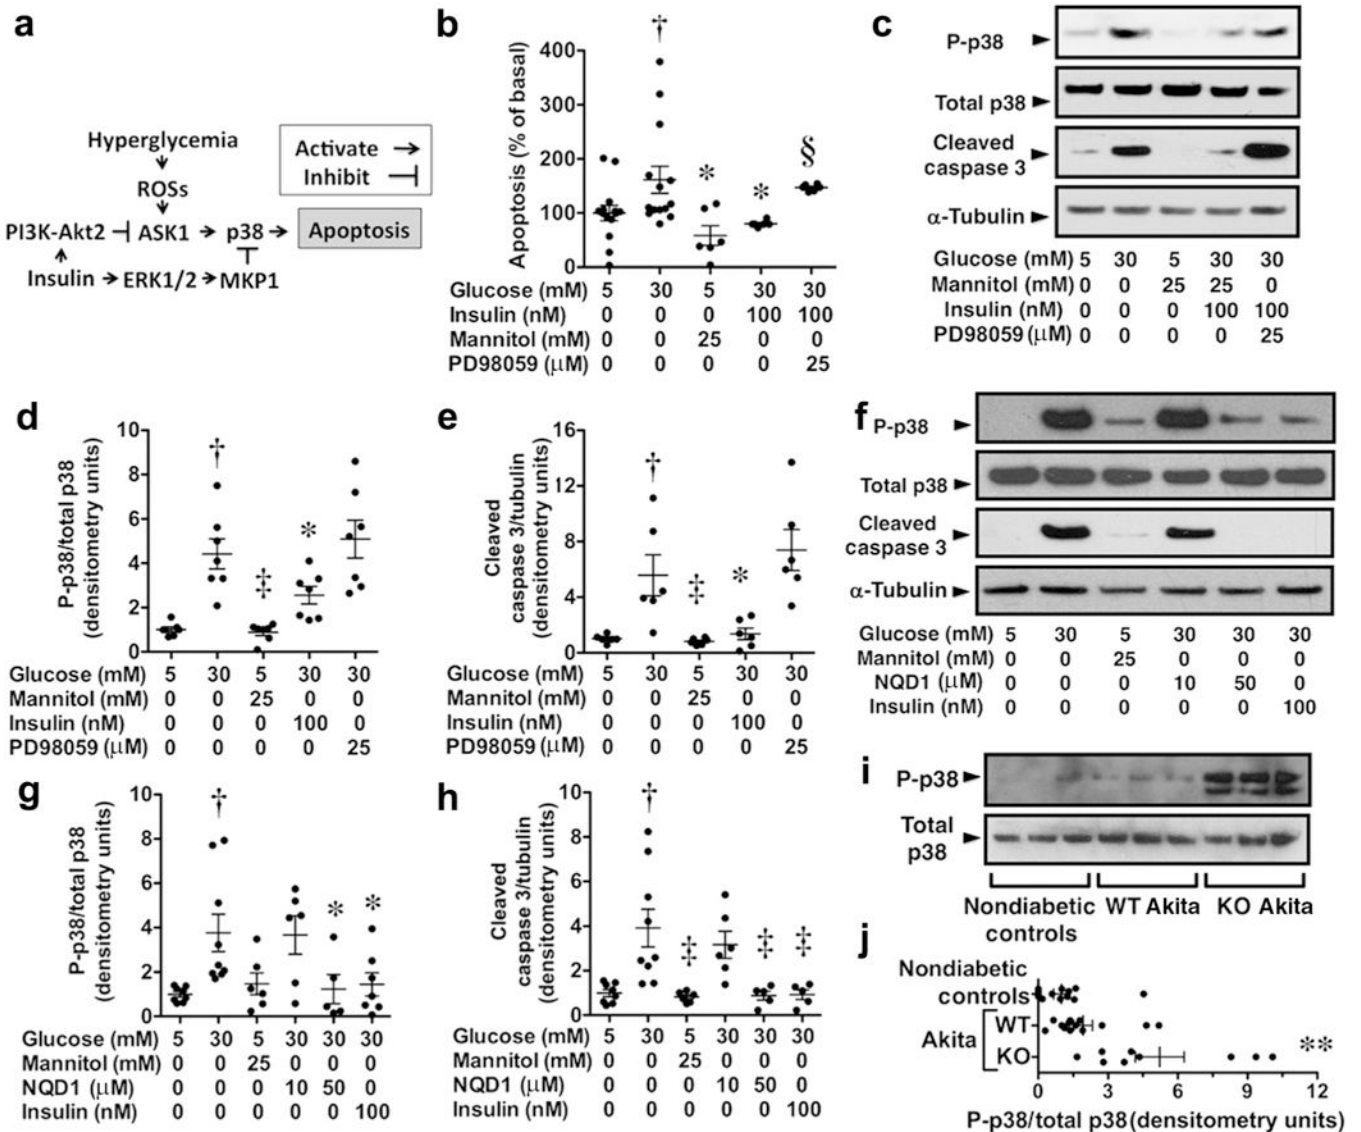 a
Hyperglycemia
ROSs
PI3K-Akt2 ASK1 p38 Apoptosis
Insulin ERK1/2 MKP1
Activate
Inhibit
b
†
400
300
200
100
0
Apoptosis (% of basal)
* * §
Glucose (mM) 5 30 5 30 30
Insulin (nM) 0 0 0 100 100
Mannitol (mM) 0 0 25 0 0
PD98059 (μM) 0 0 0 0 25
c
P-p38
Total p38
Cleaved
caspase 3
α-Tubulin
Glucose (mM) 5 30 5 30 30
Mannitol (mM) 0 0 25 25 0
Insulin (nM) 0 0 0 100 100
PD98059 (μM) 0 0 0 0 25
d
10
8
6
4
2
0
P-p38/total p38
(densitometry units)
† ‡ *
Glucose (mM) 5 30 5 30 30
Mannitol (mM) 0 0 25 0 0
Insulin (nM) 0 0 0 100 0
PD98059 (μM) 0 0 0 0 25
e
16
12
8
4
0
Cleaved
caspase 3/tubulin
(densitometry units)
† ‡ *
Glucose (mM) 5 30 5 30 30
Mannitol (mM) 0 0 25 0 0
Insulin (nM) 0 0 0 100 0
PD98059 (μM) 0 0 0 0 25
f
P-p38
Total p38
Cleaved
caspase 3
α-Tubulin
Glucose (mM) 5 30 5 30 30 30
Mannitol (mM) 0 0 25 0 0 0
NQD1 (μM) 0 0 0 10 50 0
Insulin (nM) 0 0 0 0 0 100
g
10
8
6
4
2
0
P-p38/total p38
(densitometry units)
† * *
Glucose (mM) 5 30 5 30 30 30
Mannitol (mM) 0 0 25 0 0 0
NQD1 (μM) 0 0 0 10 50 0
Insulin (nM) 0 0 0 0 0 100
h
10
8
6
4
2
0
Cleaved
caspase 3/tubulin
(densitometry units)
† ‡ ‡ ‡
Glucose (mM) 5 30 5 30 30 30
Mannitol (mM) 0 0 25 0 0 0
NQD1 (μM) 0 0 0 10 50 0
Insulin (nM) 0 0 0 0 0 100
i
P-p38
Total
p38
Nondiabetic
controls
WT Akita
KO Akita
j
Nondiabetic
controls
Akita
WT
KO
**
0 3 6 9 12
P-p38/total p38 (densitometry units)